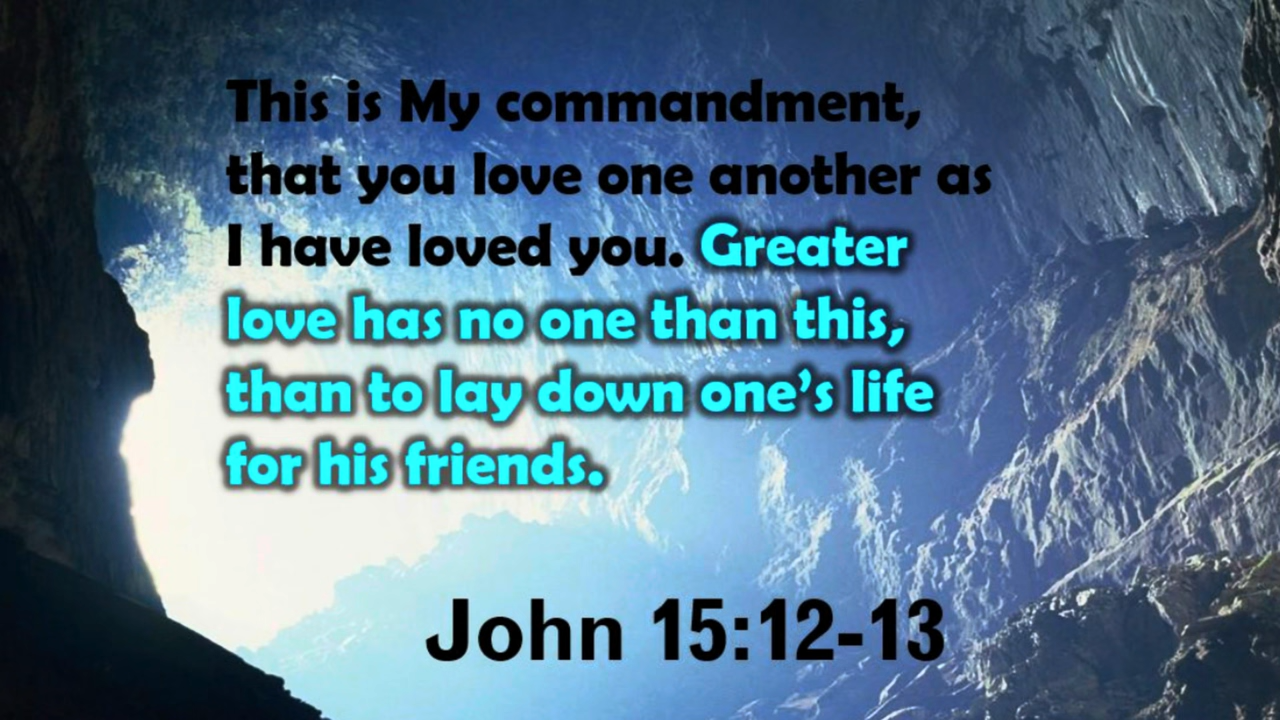 This is My commandment,
that you love one another as
I have loved you. Greater
love has no one than this,
than to lay down one’s life
for his friends.
John 15:12-13